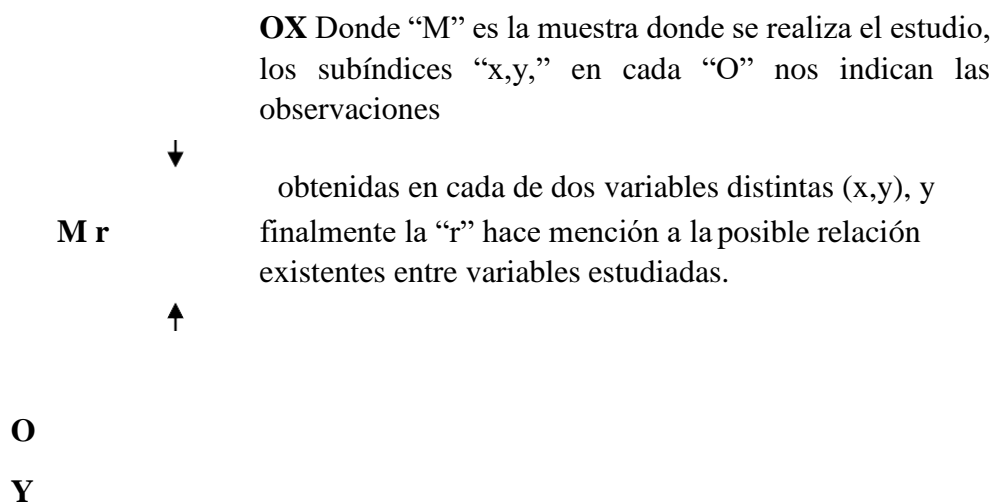 OX Donde “M” es la muestra donde se realiza el estudio,
los subíndices “x,y,” en cada “O” nos indican las
observaciones
obtenidas en cada de dos variables distintas (x,y), y
M r finalmente la “r” hace mención a la posible relación
existentes entre variables estudiadas.
O
Y